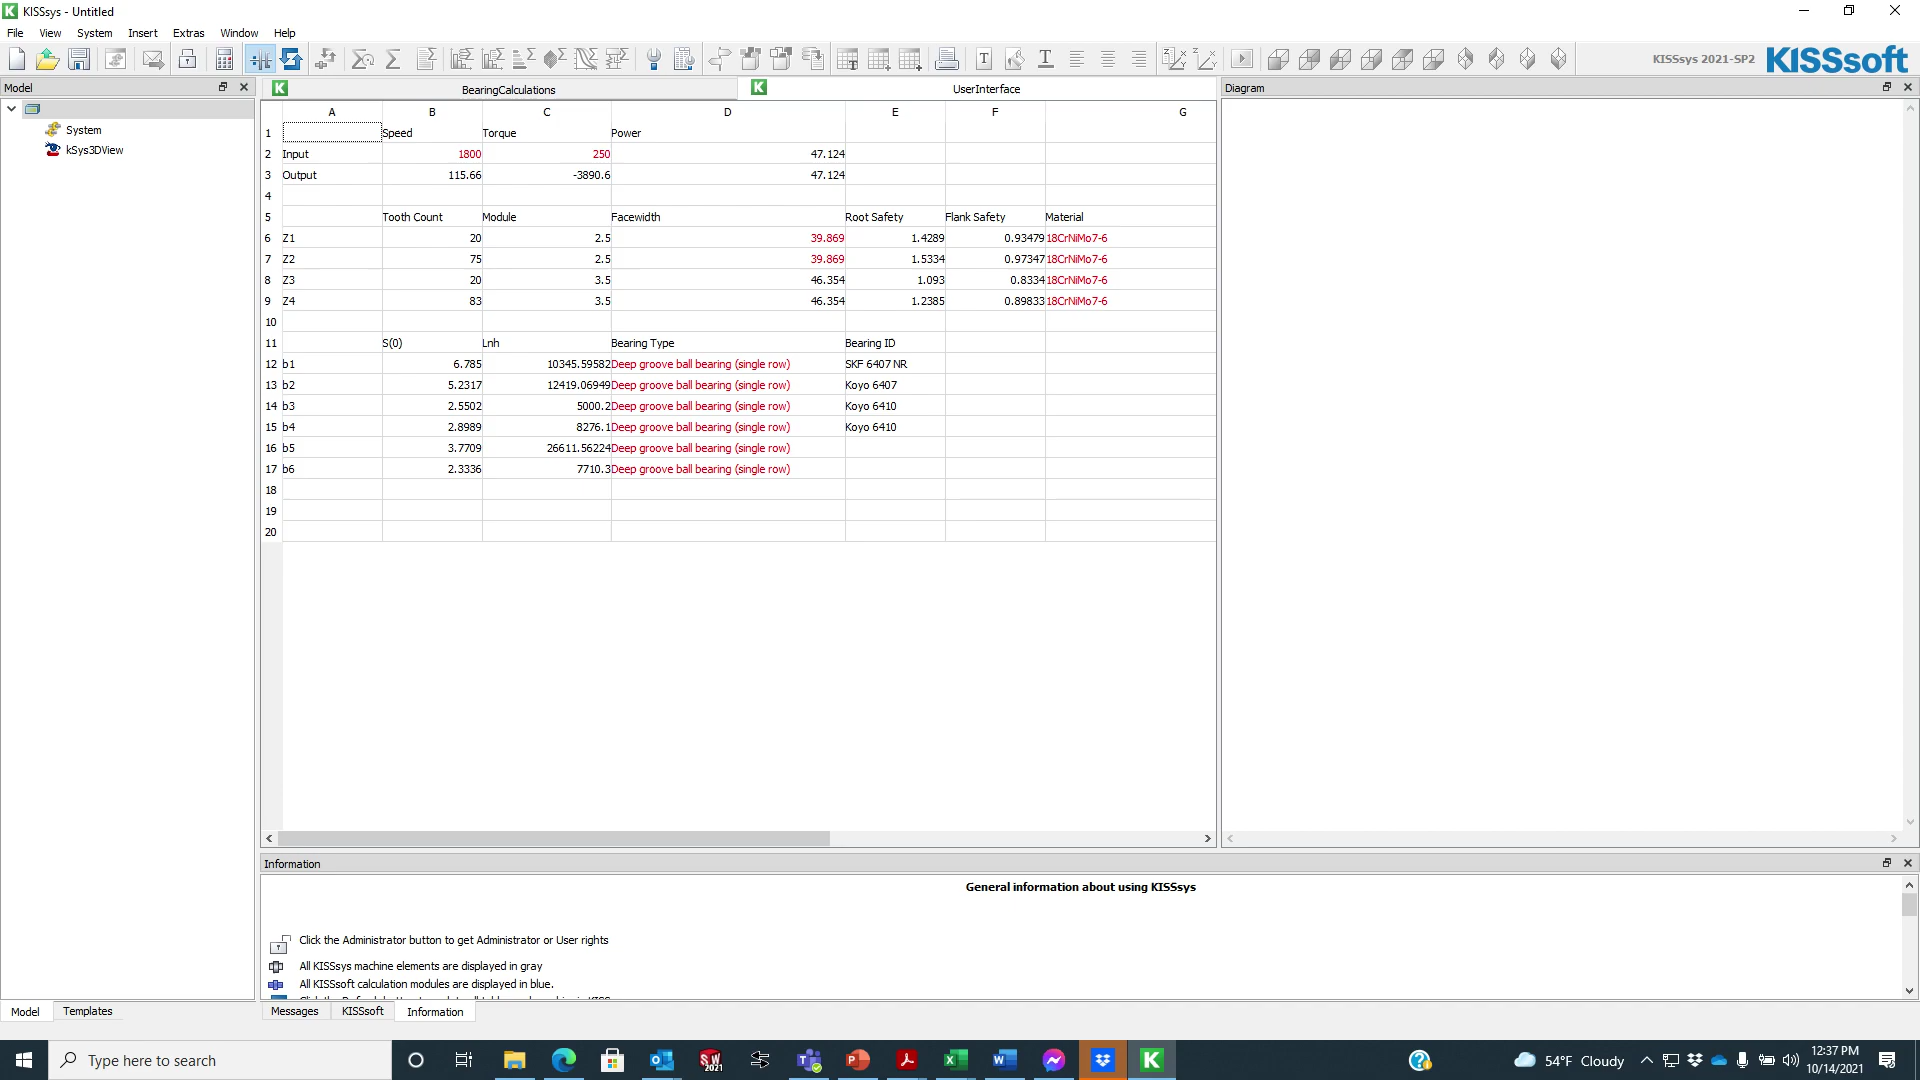 KISSsys - Untitled
File View System Insert Extras Window Help
KISSsys 2021-SP2 KISSsoft
Model
BearingCalculations
UserInterface
Diagram
System
kSys3DView
A B C D E F G
1 Speed Torque Power
2 Input 1800 250 47.124
3 Output 115.66 -3890.6 47.124
4
5 Tooth Count Module Facewidth Root Safety Flank Safety Material
6 Z1 20 2.5 39.869 1.4289 0.93479 18CrNiMo7-6
7 Z2 75 2.5 39.869 1.5334 0.97347 18CrNiMo7-6
8 Z3 20 3.5 46.354 1.093 0.8334 18CrNiMo7-6
9 Z4 83 3.5 46.354 1.2385 0.89833 18CrNiMo7-6
10
11 S(0) Lnh Bearing Type Bearing ID
12 b1 6.785 10345.59582 Deep groove ball bearing (single row) SKF 6407 NR
13 b2 5.2317 12419.06949 Deep groove ball bearing (single row) Koyo 6407
14 b3 2.5502 5000.2 Deep groove ball bearing (single row) Koyo 6410
15 b4 2.8989 8276.1 Deep groove ball bearing (single row) Koyo 6410
16 b5 3.7709 26611.56224 Deep groove ball bearing (single row)
17 b6 2.3336 7710.3 Deep groove ball bearing (single row)
18
19
20
Information
General information about using KISSsys
Click the Administrator button to get Administrator or User rights
All KISSsys machine elements are displayed in gray
All KISSsoft calculation modules are displayed in blue.
Model Templates
Messages KISSsoft Information
Type here to search
54°F Cloudy
12:37 PM
10/14/2021